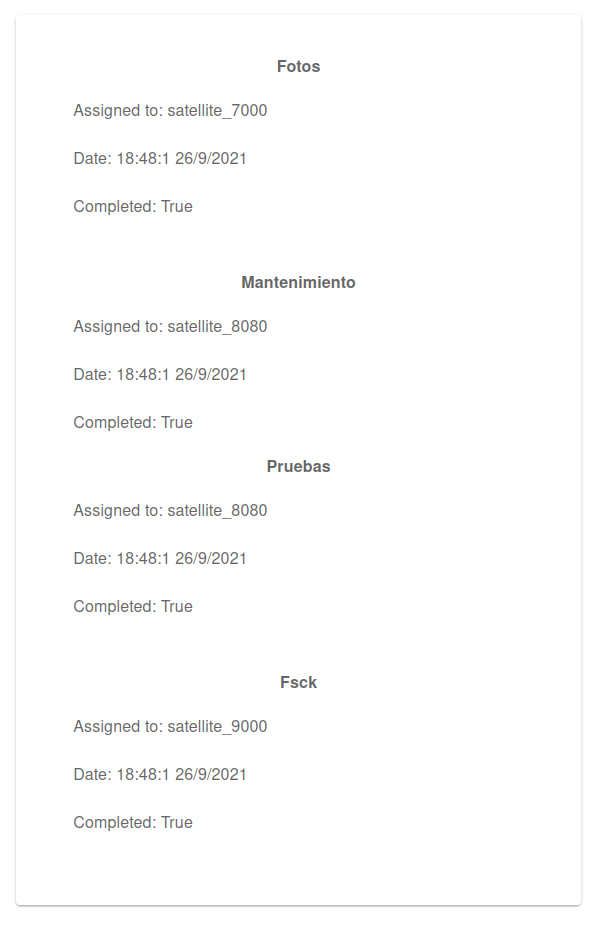 Fotos
Assigned to: satellite_7000
Date: 18:48:1 26/9/2021
Completed: True
Mantenimiento
Assigned to: satellite_8080
Date: 18:48:1 26/9/2021
Completed: True
Pruebas
Assigned to: satellite_8080
Date: 18:48:1 26/9/2021
Completed: True
Fsck
Assigned to: satellite_9000
Date: 18:48:1 26/9/2021
Completed: True